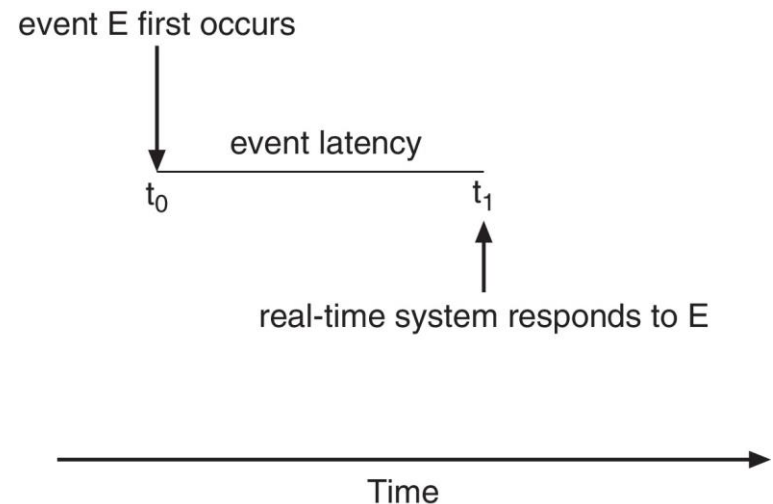 event E first occurs
event latency
t₀
t₁
real-time system responds to E
Time